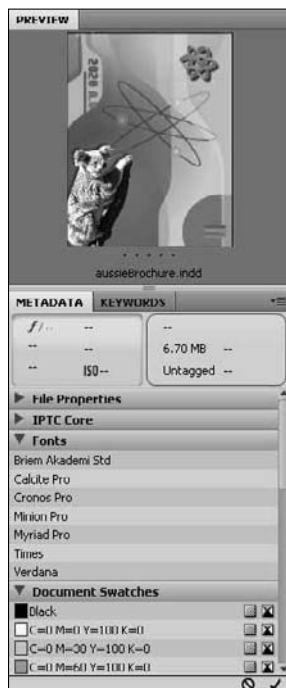 PREVIEW
aussieBrochure.indd
METADATA KEYWORDS
ƒ/-- --
-- --
-- ISO--
--
6.70 MB --
Untagged --
File Properties
IPTC Core
Fonts
Briem Akademi Std
Calcite Pro
Cronos Pro
Minion Pro
Myriad Pro
Times
Verdana
Document Swatches
Black
C=0 M=0 Y=100 K=0
C=0 M=30 Y=100 K=0
C=0 M=60 Y=100 K=0